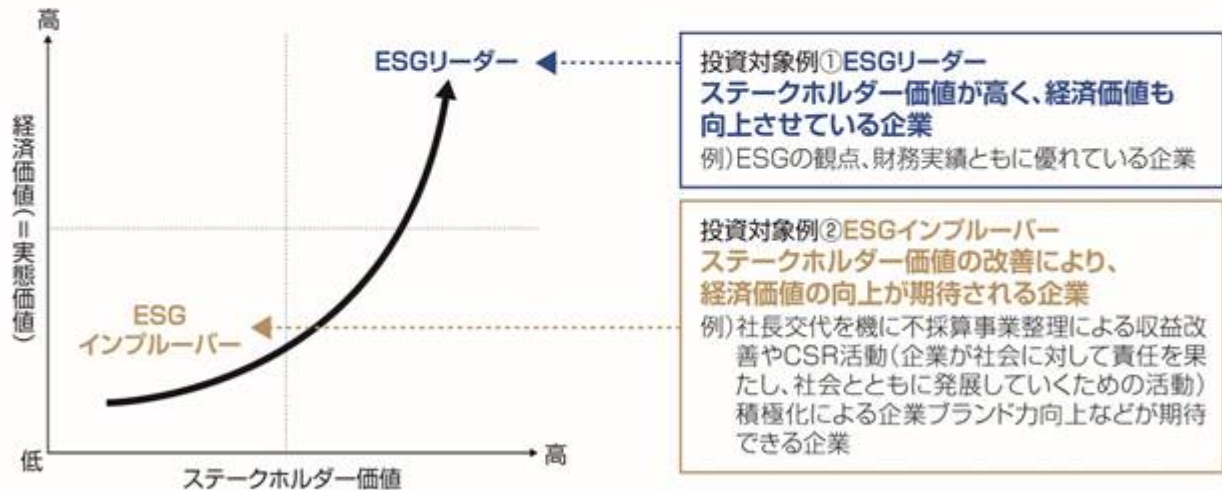 高
経済価値(=実態価値)
低
ステークホルダー価値
高
ESGリーダー
ESG
インプルーバー
投資対象例①ESGリーダー
ステークホルダー価値が高く、経済価値も
向上させている企業
例)ESGの観点、財務実績ともに優れている企業
投資対象例②ESGインプルーバー
ステークホルダー価値の改善により、
経済価値の向上が期待される企業
例)社長交代を機に不採算事業整理による収益改
善やCSR活動(企業が社会に対して責任を果
たし、社会とともに発展していくための活動)
積極化による企業ブランド力向上などが期待
できる企業